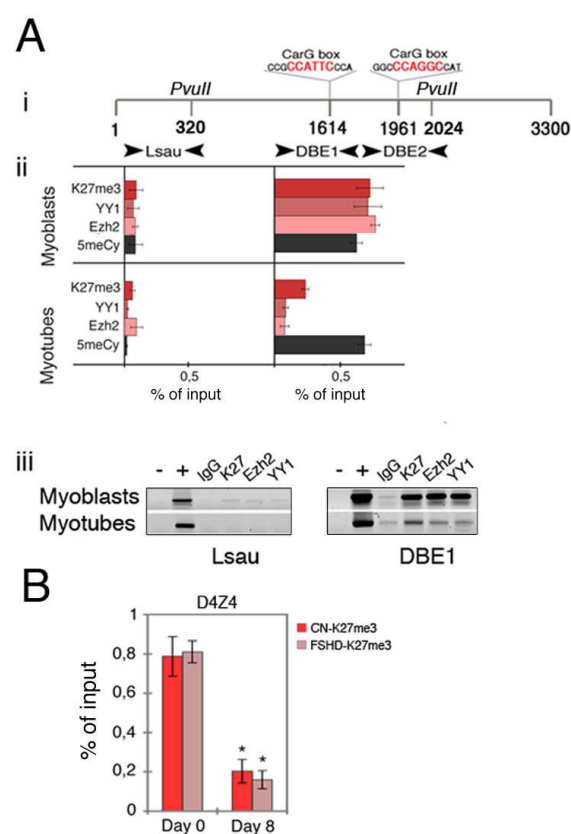 A
CarG box CarG box
CCGCCATTCCCA GGCCCAGGCCAT
i PvuII PvuII
1 320 1614 1961 2024 3300
Lsau DBE1 DBE2
ii
Myoblasts
K27me3
YY1
Ezh2
5meCy
Myotubes
K27me3
YY1
Ezh2
5meCy
0,5 0,5
% of input % of input
iii
- + IgG K27 Ezh2 YY1 - + IgG K27 Ezh2 YY1
Myoblasts
Myotubes
Lsau DBE1
B
D4Z4
1
0,8
0,6
0,4
0,2
0
% of input
* *
Day 0 Day 8
CN-K27me3
FSHD-K27me3